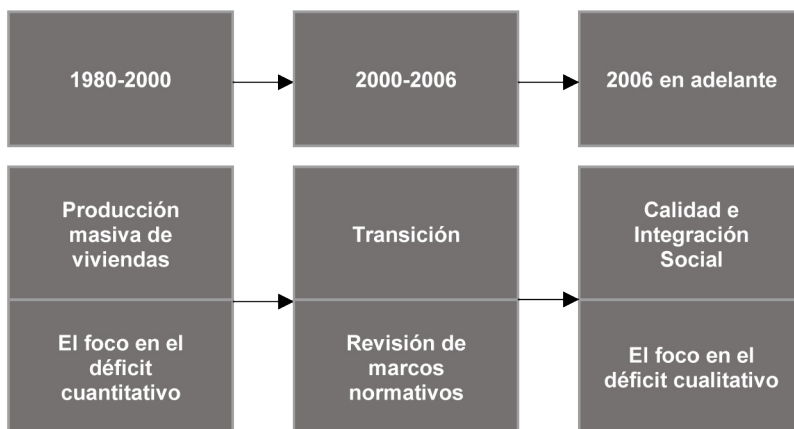 1980-2000
2000-2006
2006 en adelante
Producción
masiva de
viviendas
Transición
Calidad e
Integración
Social
El foco en el
déficit
cuantitativo
Revisión de
marcos
normativos
El foco en el
déficit cualitativo